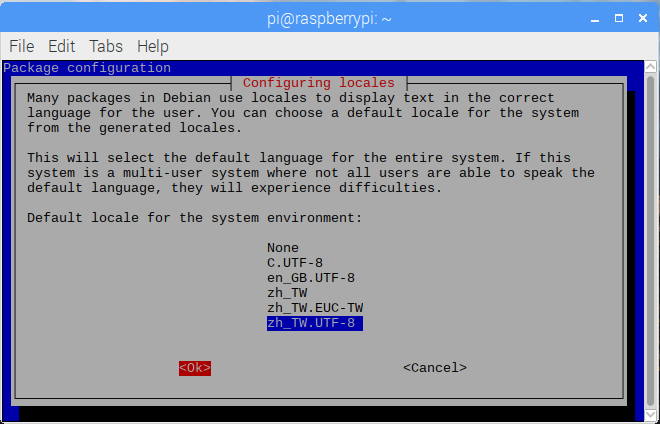 pi@raspberrypi: ~
File Edit Tabs Help
Package configuration
Configuring locales
Many packages in Debian use locales to display text in the correct
language for the user. You can choose a default locale for the system
from the generated locales.
This will select the default language for the entire system. If this
system is a multi-user system where not all users are able to speak the
default language, they will experience difficulties.
Default locale for the system environment:
None
C.UTF-8
en_GB.UTF-8
zh_TW
zh_TW.EUC-TW
zh_TW.UTF-8
<Ok> <Cancel>